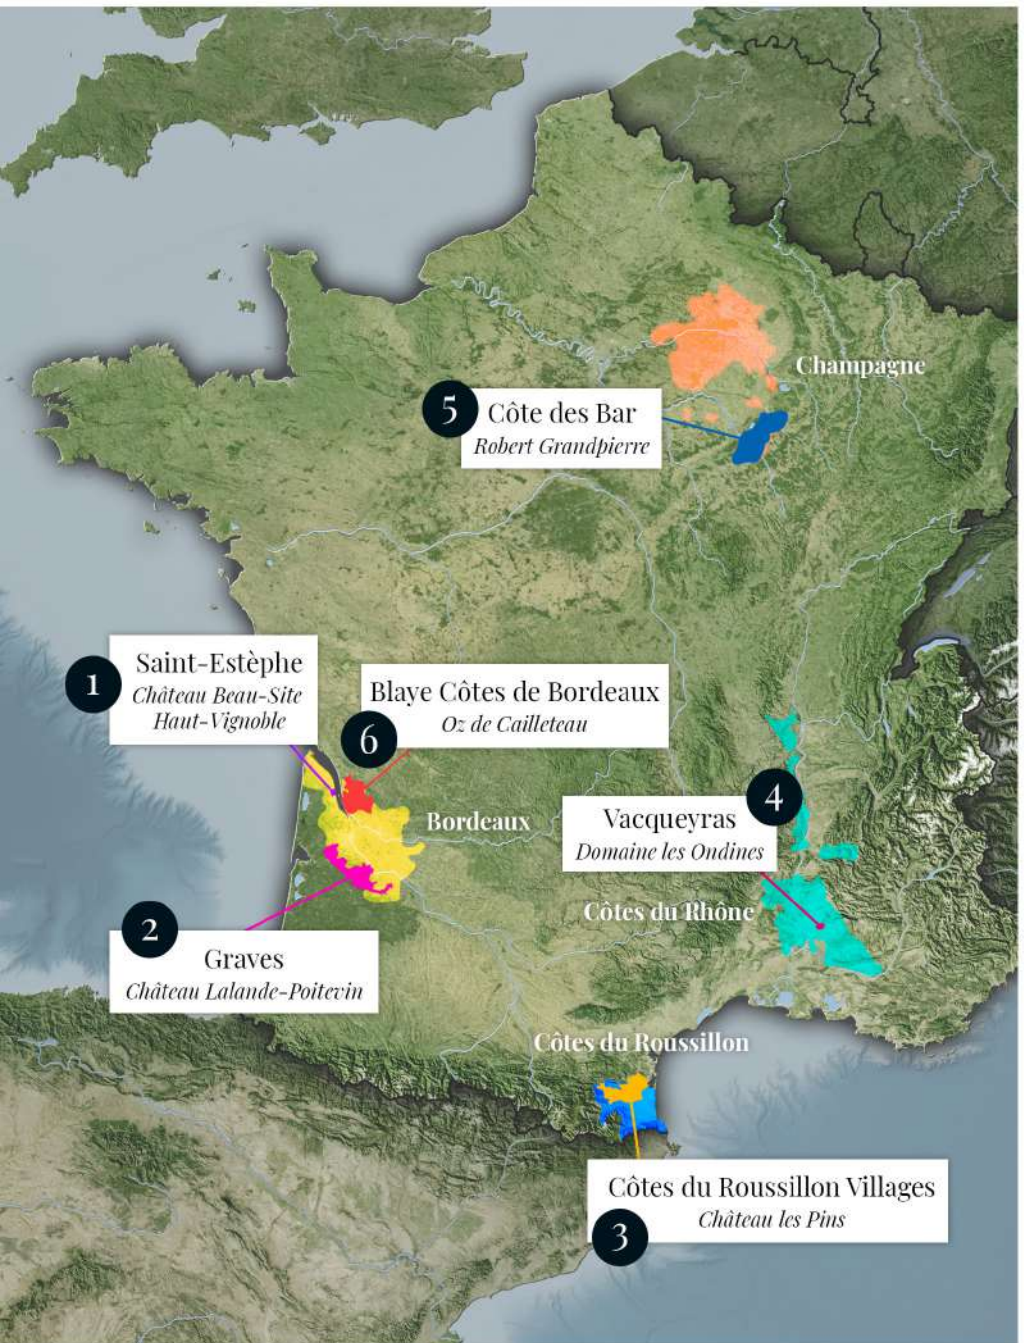 Champagne
5
Côte des Bar
Robert Grandpierre
1
Saint-Estèphe
Château Beau-Site
Haut-Vignoble
Blaye Côtes de Bordeaux
Oz de Cailleteau
6
Bordeaux
4
Vacqueyras
Domaine les Ondines
Côtes du Rhône
2
Graves
Château Lalande-Poitevin
Côtes du Roussillon
Côtes du Roussillon Villages
Château les Pins
3